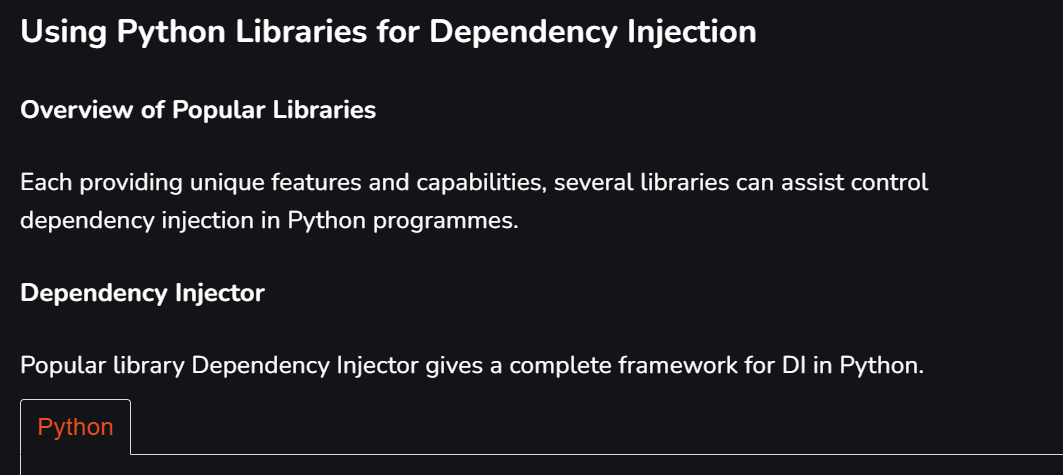 Using Python Libraries for Dependency Injection
Overview of Popular Libraries
Each providing unique features and capabilities, several libraries can assist control
dependency injection in Python programmes.
Dependency Injector
Popular library Dependency Injector gives a complete framework for DI in Python.
Python